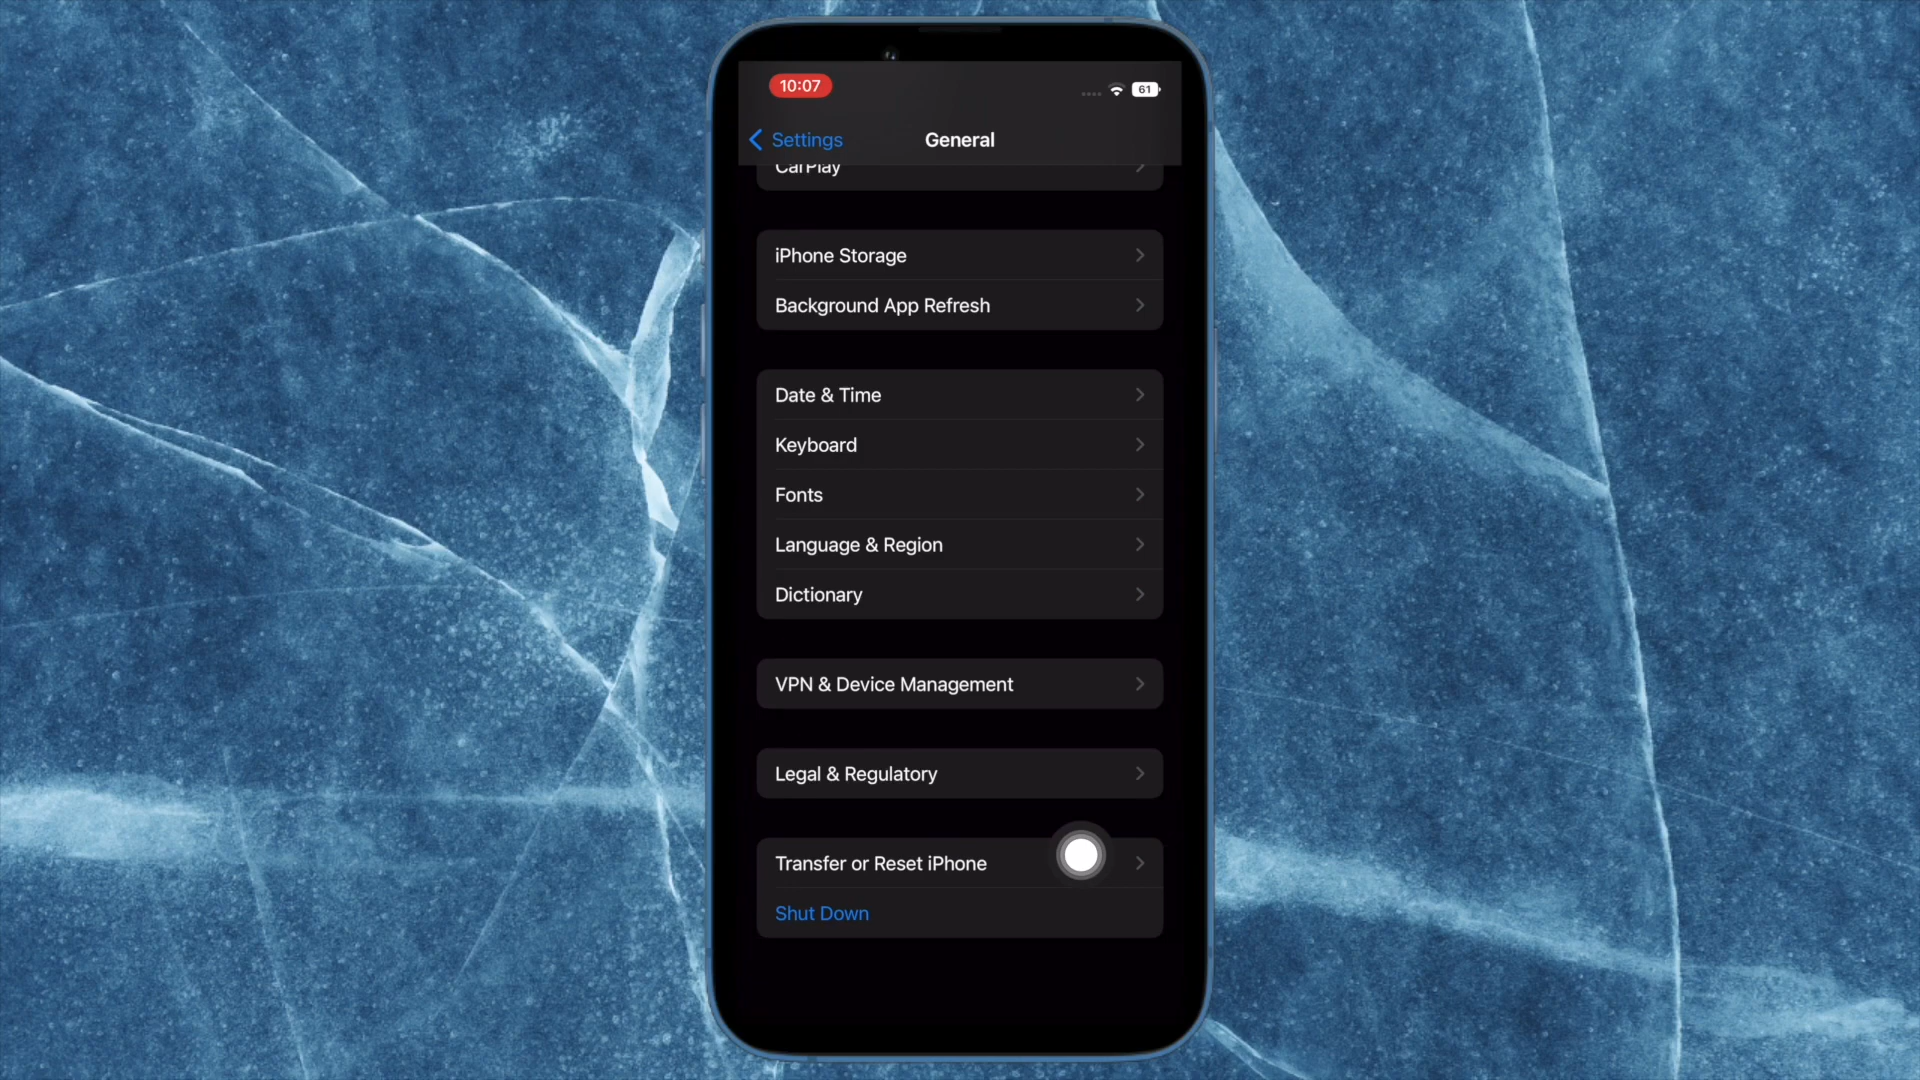 10:07
61
Settings
General
CarPlay
iPhone Storage
Background App Refresh
Date & Time
Keyboard
Fonts
Language & Region
Dictionary
VPN & Device Management
Legal & Regulatory
Transfer or Reset iPhone
Shut Down